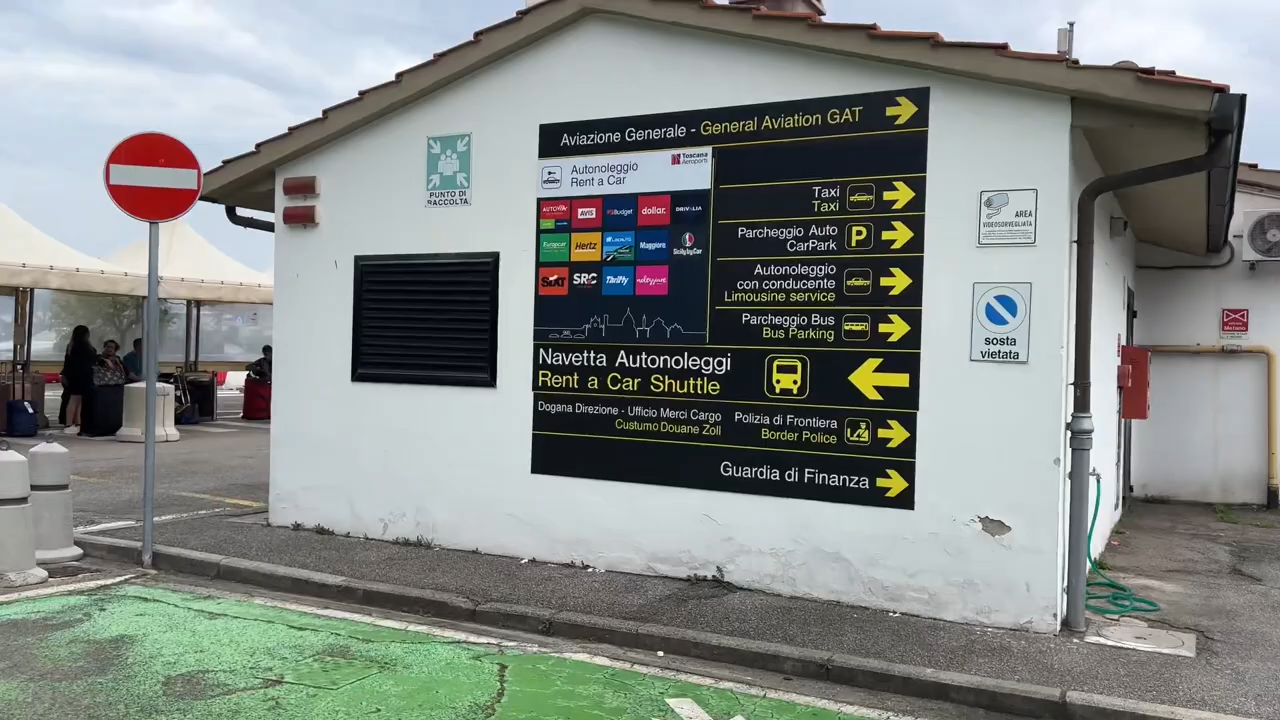 Aviazione Generale - General Aviation GAT
Autonoleggio
Rent a Car
Toscana
Aeroporti
AVIS
Budget
dollar.
DRIVALIA
Europcar
Hertz
Maggiore
SicilybyCar
SIXT
SRC
Thrifty
noleggiare
Taxi
Taxi
Parcheggio Auto
CarPark
P
Autonoleggio
con conducente
Limousine service
Parcheggio Bus
Bus Parking
Navetta Autonoleggi
Rent a Car Shuttle
Dogana Direzione - Ufficio Merci Cargo
Custumo Douane Zoll
Polizia di Frontiera
Border Police
Guardia di Finanza
PUNTO DI
RACCOLTA
AREA
VIDEOSORVEGLIATA
sosta
vietata
Metano